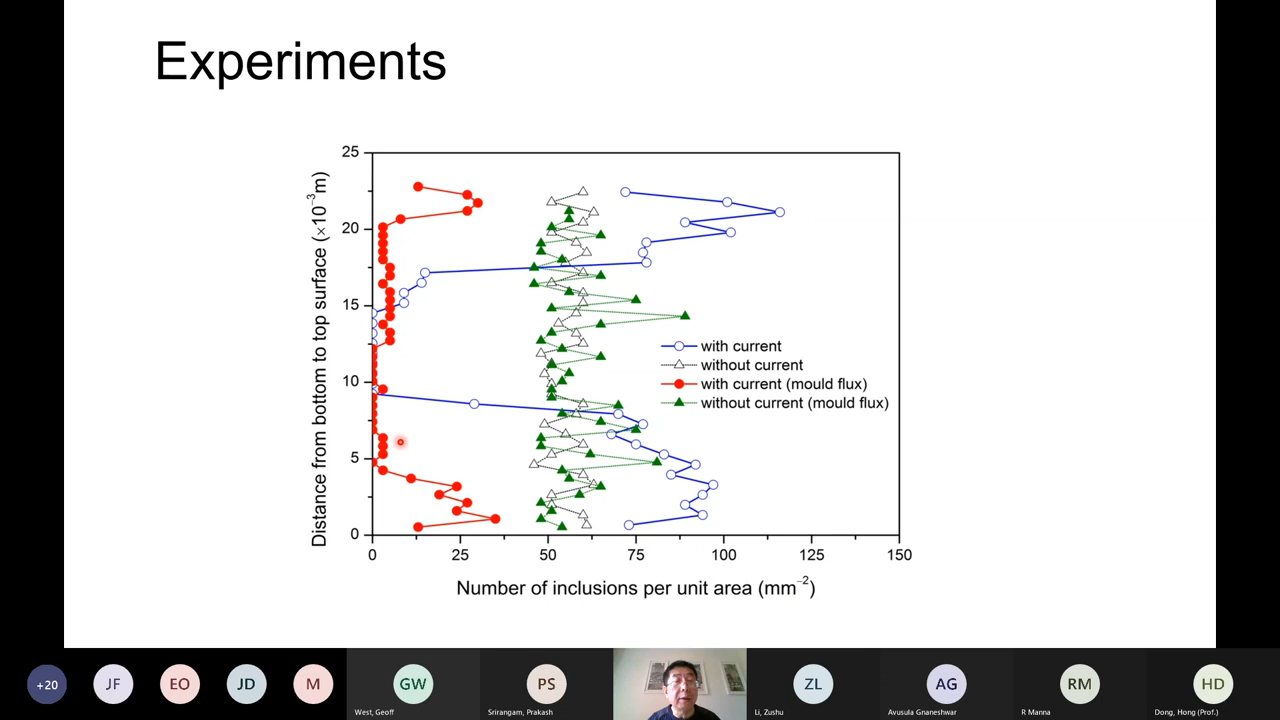 Experiments
25
20
15
10
5
0
Distance from bottom to top surface (×10⁻³m)
with current
without current
with current (mould flux)
without current (mould flux)
0 25 50 75 100 125 150
Number of inclusions per unit area (mm⁻²)
+20 JF EO JD M GW PS ZL AG RM HD
West, Geoff Srirangam, Prakash Li, Zushu Avusula Gnaneshwar R Manna Dong, Hong (Prof.)